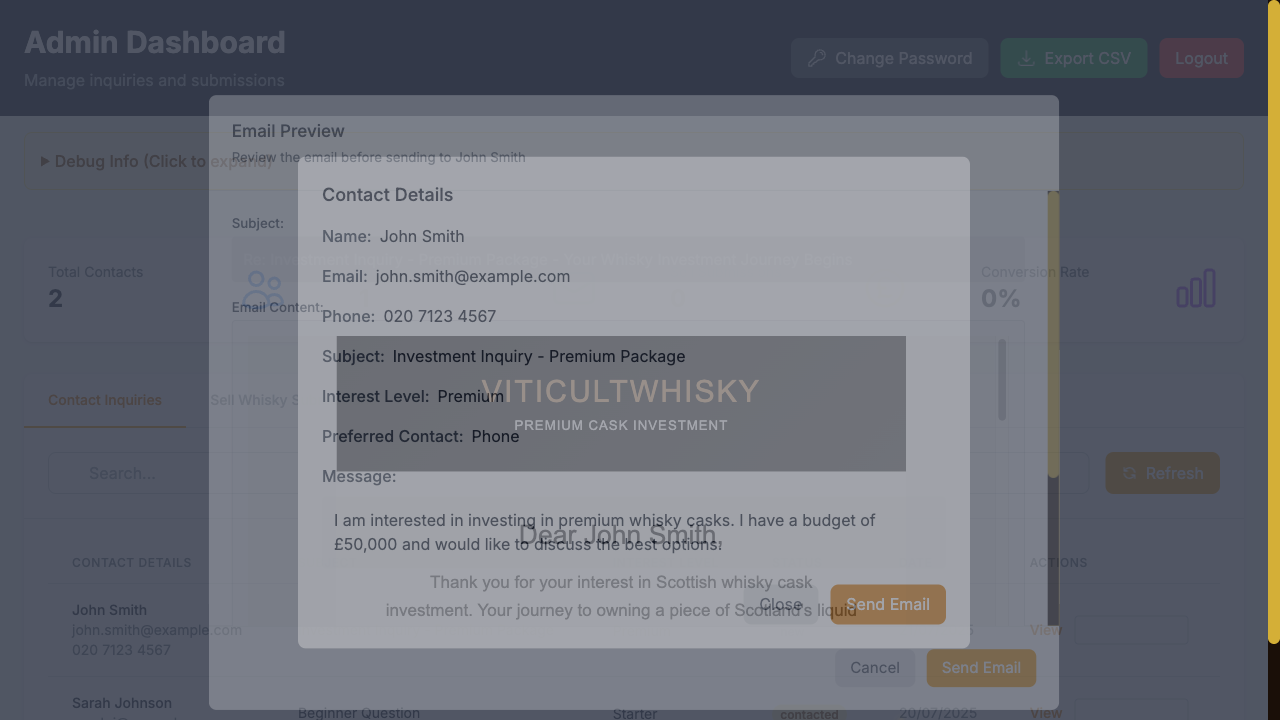 Admin Dashboard
Manage inquiries and submissions
Change Password
Export CSV
Logout
Debug Info (Click to expand)
Email Preview
Review the email before sending to John Smith
Subject:
Email Content:
Contact Details
Name: John Smith
Email: john.smith@example.com
Phone: 020 7123 4567
Subject: Investment Inquiry - Premium Package
Interest Level: Premium
Preferred Contact: Phone
Message:
I am interested in investing in premium whisky casks. I have a budget of
£50,000 and would like to discuss the best options.
Close
Send Email
VITICULTWHISKY
PREMIUM CASK INVESTMENT
Dear John Smith,
Thank you for your interest in Scottish whisky cask
investment. Your journey to owning a piece of Scotland's liquid
Cancel
Send Email
Total Contacts
2
Conversion Rate
0%
Contact Inquiries
Sell Whisky
Search...
Refresh
CONTACT DETAILS
ACTIONS
John Smith
john.smith@example.com
020 7123 4567
View
Sarah Johnson
Beginner Question
Starter
contacted
20/07/2025
View